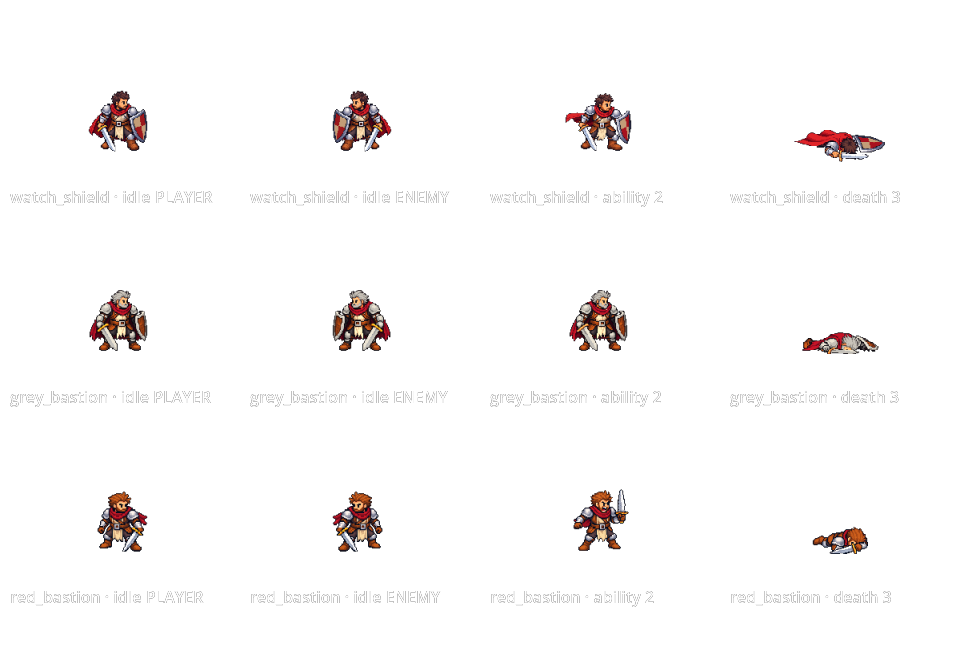 watch_shield · idle PLAYER
watch_shield · idle ENEMY
watch_shield · ability 2
watch_shield · death 3
grey_bastion · idle PLAYER
grey_bastion · idle ENEMY
grey_bastion · ability 2
grey_bastion · death 3
red_bastion · idle PLAYER
red_bastion · idle ENEMY
red_bastion · ability 2
red_bastion · death 3